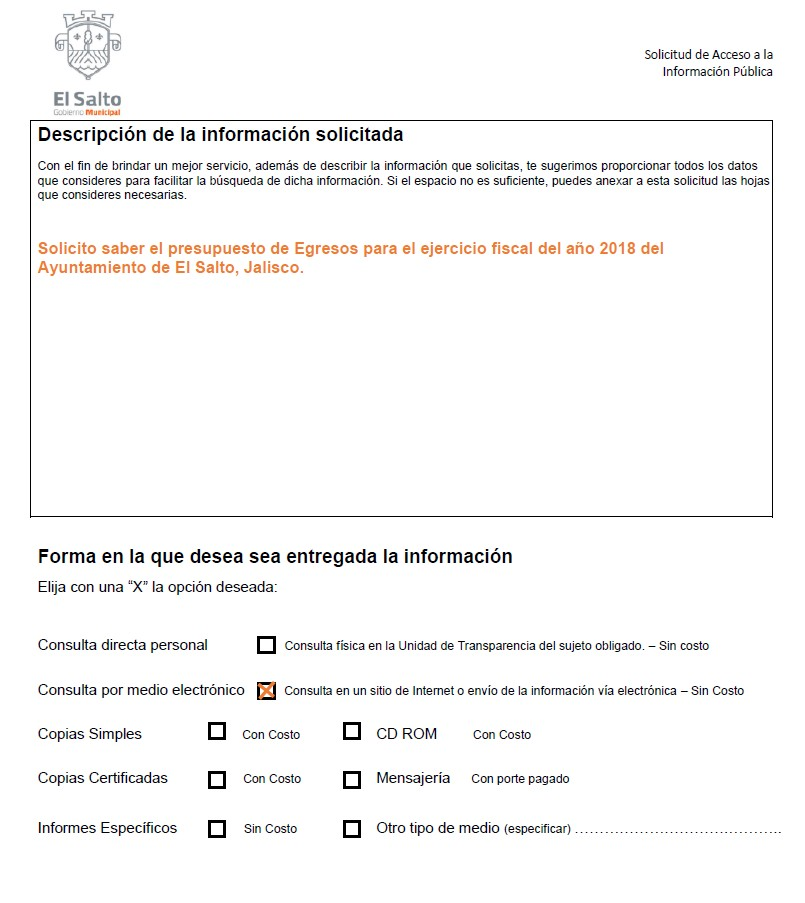 El Salto
Gobierno Municipal
Solicitud de Acceso a la
Información Pública
Descripción de la información solicitada
Con el fin de brindar un mejor servicio, además de describir la información que solicitas, te sugerimos proporcionar todos los datos
que consideres para facilitar la búsqueda de dicha información. Si el espacio no es suficiente, puedes anexar a esta solicitud las hojas
que consideres necesarias.
Solicito saber el presupuesto de Egresos para el ejercicio fiscal del año 2018 del
Ayuntamiento de El Salto, Jalisco.
Forma en la que desea sea entregada la información
Elija con una “X” la opción deseada:
Consulta directa personal Consulta física en la Unidad de Transparencia del sujeto obligado. – Sin costo
Consulta por medio electrónico X Consulta en un sitio de Internet o envío de la información vía electrónica – Sin Costo
Copias Simples Con Costo CD ROM Con Costo
Copias Certificadas Con Costo Mensajería Con porte pagado
Informes Específicos Sin Costo Otro tipo de medio (especificar) …………………………………….